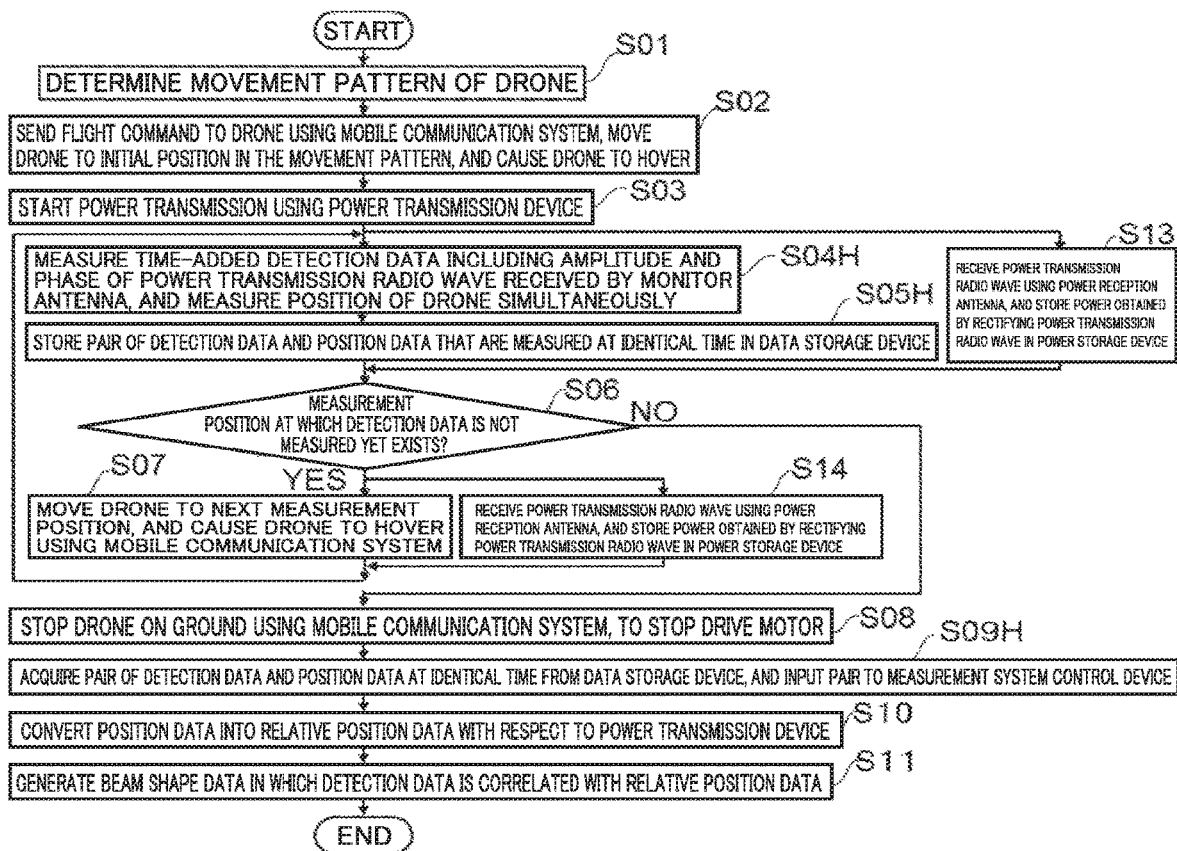 START
S01
DETERMINE MOVEMENT PATTERN OF DRONE
S02
SEND FLIGHT COMMAND TO DRONE USING MOBILE COMMUNICATION SYSTEM, MOVE
DRONE TO INITIAL POSITION IN THE MOVEMENT PATTERN, AND CAUSE DRONE TO HOVER
S03
START POWER TRANSMISSION USING POWER TRANSMISSION DEVICE
S04H
MEASURE TIME-ADDED DETECTION DATA INCLUDING AMPLITUDE AND
PHASE OF POWER TRANSMISSION RADIO WAVE RECEIVED BY MONITOR
ANTENNA, AND MEASURE POSITION OF DRONE SIMULTANEOUSLY
S13
RECEIVE POWER TRANSMISSION
RADIO WAVE USING POWER RECEPTION
ANTENNA, AND STORE POWER OBTAINED
BY RECTIFYING POWER TRANSMISSION
RADIO WAVE IN POWER STORAGE DEVICE
S05H
STORE PAIR OF DETECTION DATA AND POSITION DATA THAT ARE MEASURED AT IDENTICAL TIME IN DATA STORAGE DEVICE
S06
MEASUREMENT
POSITION AT WHICH DETECTION DATA IS NOT
MEASURED YET EXISTS?
NO
YES
S07
MOVE DRONE TO NEXT MEASUREMENT
POSITION, AND CAUSE DRONE TO HOVER
USING MOBILE COMMUNICATION SYSTEM
S14
RECEIVE POWER TRANSMISSION RADIO WAVE USING POWER
RECEPTION ANTENNA, AND STORE POWER OBTAINED BY RECTIFYING
POWER TRANSMISSION RADIO WAVE IN POWER STORAGE DEVICE
S08
STOP DRONE ON GROUND USING MOBILE COMMUNICATION SYSTEM, TO STOP DRIVE MOTOR
S09H
ACQUIRE PAIR OF DETECTION DATA AND POSITION DATA AT IDENTICAL TIME FROM DATA STORAGE DEVICE, AND INPUT PAIR TO MEASUREMENT SYSTEM CONTROL DEVICE
S10
CONVERT POSITION DATA INTO RELATIVE POSITION DATA WITH RESPECT TO POWER TRANSMISSION DEVICE
S11
GENERATE BEAM SHAPE DATA IN WHICH DETECTION DATA IS CORRELATED WITH RELATIVE POSITION DATA
END